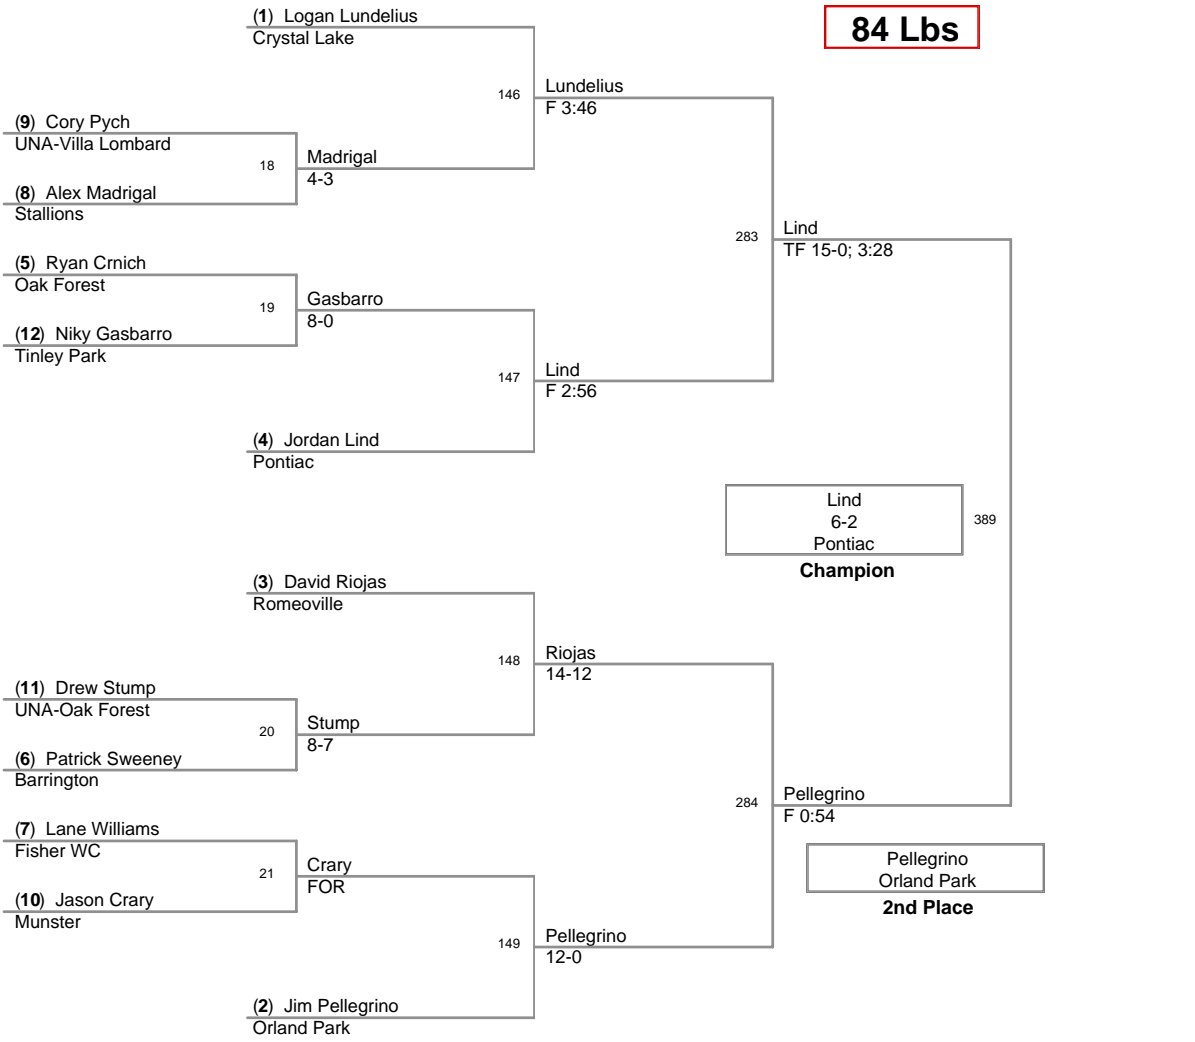 (1) Logan Lundelius
Crystal Lake
84 Lbs
146
Lundelius
F 3:46
(9) Cory Pych
UNA-Villa Lombard
18
Madrigal
4-3
(8) Alex Madrigal
Stallions
283
Lind
TF 15-0; 3:28
(5) Ryan Crnich
Oak Forest
19
Gasbarro
8-0
(12) Niky Gasbarro
Tinley Park
147
Lind
F 2:56
(4) Jordan Lind
Pontiac
Lind
6-2
Pontiac
389
Champion
(3) David Riojas
Romeoville
148
Riojas
14-12
(11) Drew Stump
UNA-Oak Forest
20
Stump
8-7
(6) Patrick Sweeney
Barrington
284
Pellegrino
F 0:54
(7) Lane Williams
Fisher WC
21
Crary
FOR
(10) Jason Crary
Munster
Pellegrino
Orland Park
2nd Place
149
Pellegrino
12-0
(2) Jim Pellegrino
Orland Park